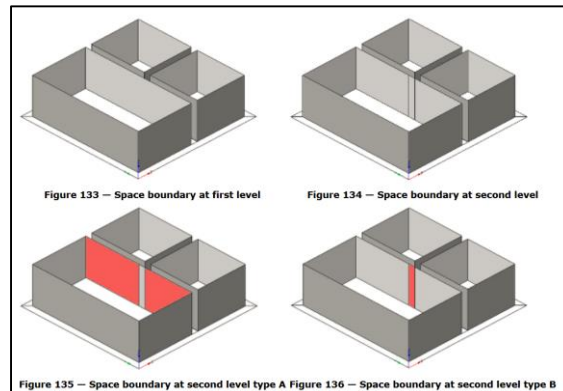 Figure 133 — Space boundary at first level
Figure 134 — Space boundary at second level
Figure 135 — Space boundary at second level type A
Figure 136 — Space boundary at second level type B